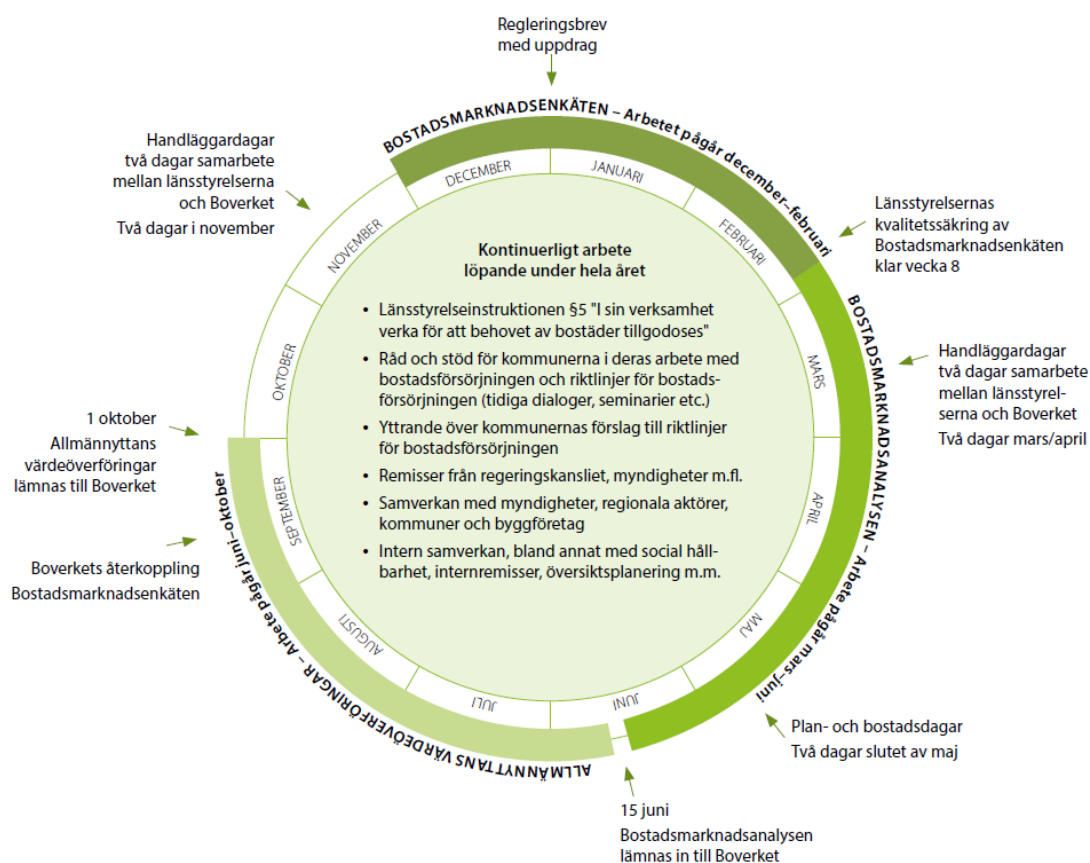 Regleringsbrev
med uppdrag
BOSTADSMARKNADSENKÄTEN – Arbetet pågår december–februari
Handläggardagar
två dagar samarbete
mellan länsstyrelserna
och Boverket
Två dagar i november
DECEMBER
JANUARI
FEBRUARI
MARS
APRIL
MAJ
JUNI
JULI
AUGUSTI
SEPTEMBER
OKTOBER
NOVEMBER
Länsstyrelsernas
kvalitetssäkring av
Bostadsmarknadsenkäten
klar vecka 8
Kontinuerligt arbete
löpande under hela året
• Länsstyrelseinstruktionen §5 "I sin verksamhet
verka för att behovet av bostäder tillgodoses"
• Råd och stöd för kommunerna i deras arbete med
bostadsförsörjningen och riktlinjer för bostads-
försörjningen (tidiga dialoger, seminarier etc.)
• Yttrande över kommunernas förslag till riktlinjer
för bostadsförsörjningen
• Remisser från regeringskansliet, myndigheter m.fl.
• Samverkan med myndigheter, regionala aktörer,
kommuner och byggföretag
• Intern samverkan, bland annat med social håll-
barhet, internremisser, översiktsplanering m.m.
BOSTADSMARKNADSANALYSEN – Arbete pågår mars–juni
Handläggardagar
två dagar samarbete
mellan länsstyrel-
serna och Boverket
Två dagar mars/april
Plan- och bostadsdagar
Två dagar slutet av maj
15 juni
Bostadsmarknadsanalysen
lämnas in till Boverket
ALLMÄNNYTTANS VÄRDEÖVERFÖRINGAR – Arbete pågår juni–oktober
1 oktober
Allmännyttans
värdeöverföringar
lämnas till Boverket
Boverkets återkoppling
Bostadsmarknadsenkäten